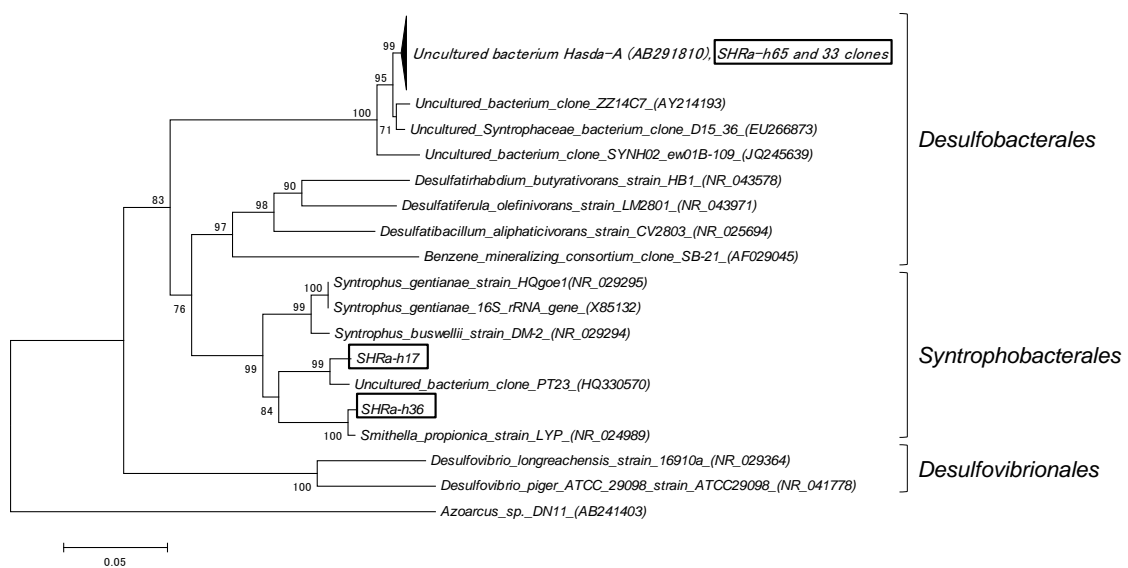 99
Uncultured bacterium Hasda-A (AB291810), SHRa-h65 and 33 clones
95
Uncultured_bacterium_clone_ZZ14C7_(AY214193)
100
71
Uncultured_Syntrophaceae_bacterium_clone_D15_36_(EU266873)
Desulfobacterales
Uncultured_bacterium_clone_SYNH02_ew01B-109_(JQ245639)
90
Desulfatirhabdium_butyrativorans_strain_HB1_(NR_043578)
83
98
Desulfatiferula_olefinivorans_strain_LM2801_(NR_043971)
97
Desulfatibacillum_aliphaticivorans_strain_CV2803_(NR_025694)
Benzene_mineralizing_consortium_clone_SB-21_(AF029045)
100
Syntrophus_gentianae_strain_HQgoe1(NR_029295)
76
99
Syntrophus_gentianae_16S_rRNA_gene_(X85132)
Syntrophus_buswellii_strain_DM-2_(NR_029294)
99
99
SHRa-h17
Syntrophobacterales
Uncultured_bacterium_clone_PT23_(HQ330570)
84
SHRa-h36
100
Smithella_propionica_strain_LYP_(NR_024989)
Desulfovibrio_longreachensis_strain_16910a_(NR_029364)
Desulfovibrionales
100
Desulfovibrio_piger_ATCC_29098_strain_ATCC29098_(NR_041778)
Azoarcus_sp._DN11_(AB241403)
0.05